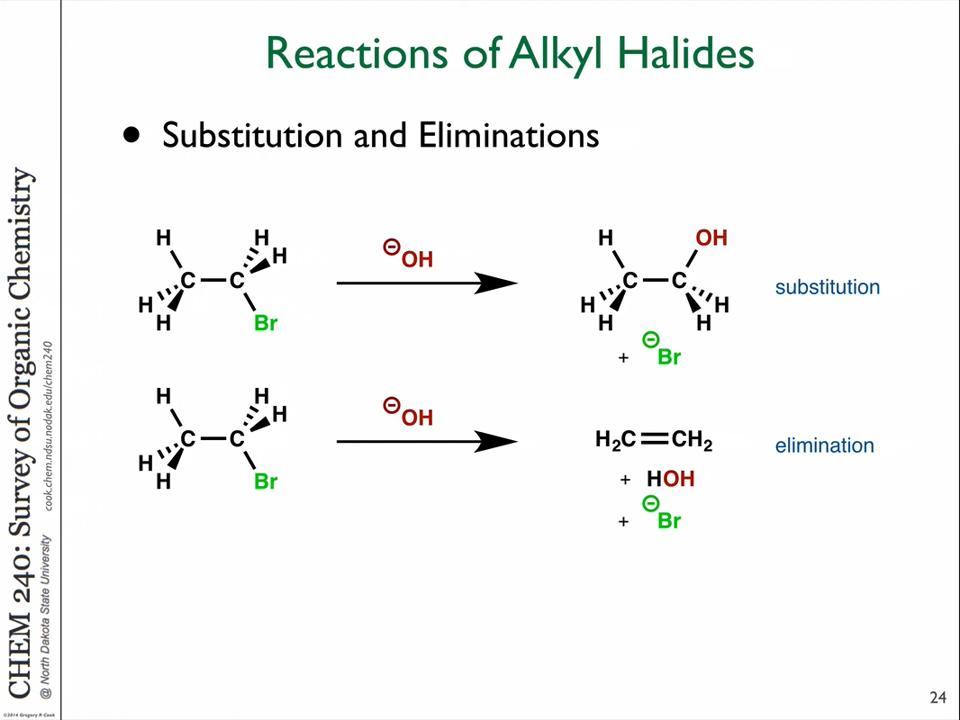 Reactions of Alkyl Halides
• Substitution and Eliminations
H H H C C H H Br
⊖OH
H OH C C H H H H
substitution
+ ⊖Br
H H H C C H H Br
⊖OH
H₂C=CH₂
elimination
+ HOH
+ ⊖Br
24
CHEM 240: Survey of Organic Chemistry
@ North Dakota State University cook.chem.ndsu.nodak.edu/chem240
©2014 Gregory R Cook